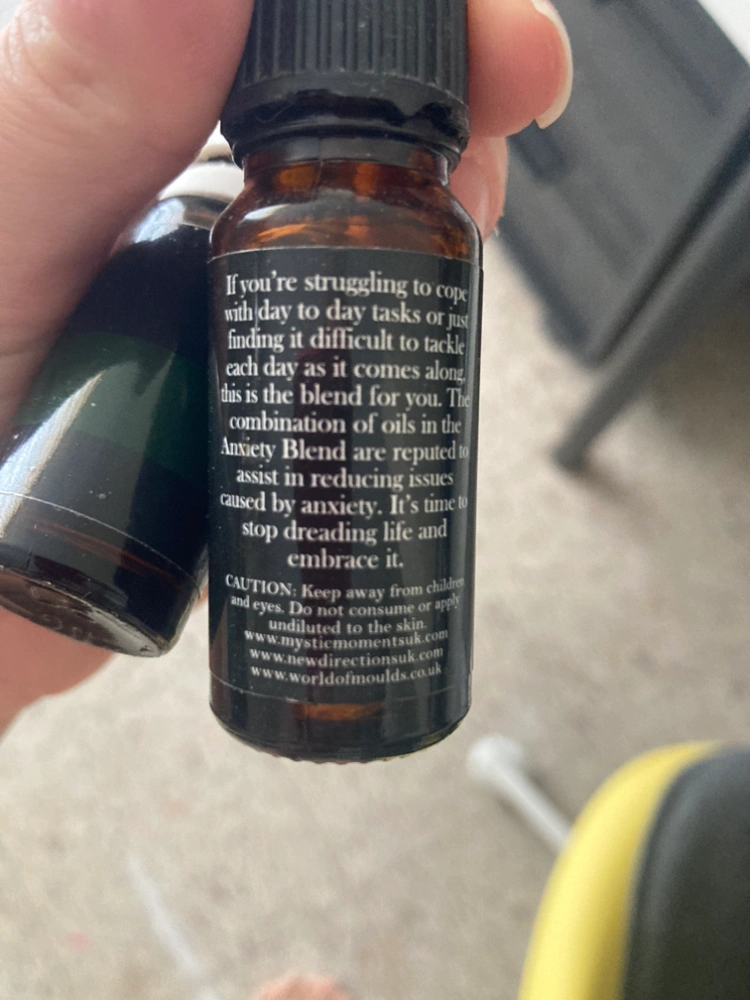 If you're struggling to cope
with day to day tasks or just
finding it difficult to tackle
each day as it comes along,
this is the blend for you. The
combination of oils in the
Anxiety Blend are reputed to
assist in reducing issues
caused by anxiety. It's time to
stop dreading life and
embrace it.
CAUTION: Keep away from children
and eyes. Do not consume or apply
undiluted to the skin.
www.mysticmomentsuk.com
www.newdirectionsuk.com
www.worldofmoulds.co.uk